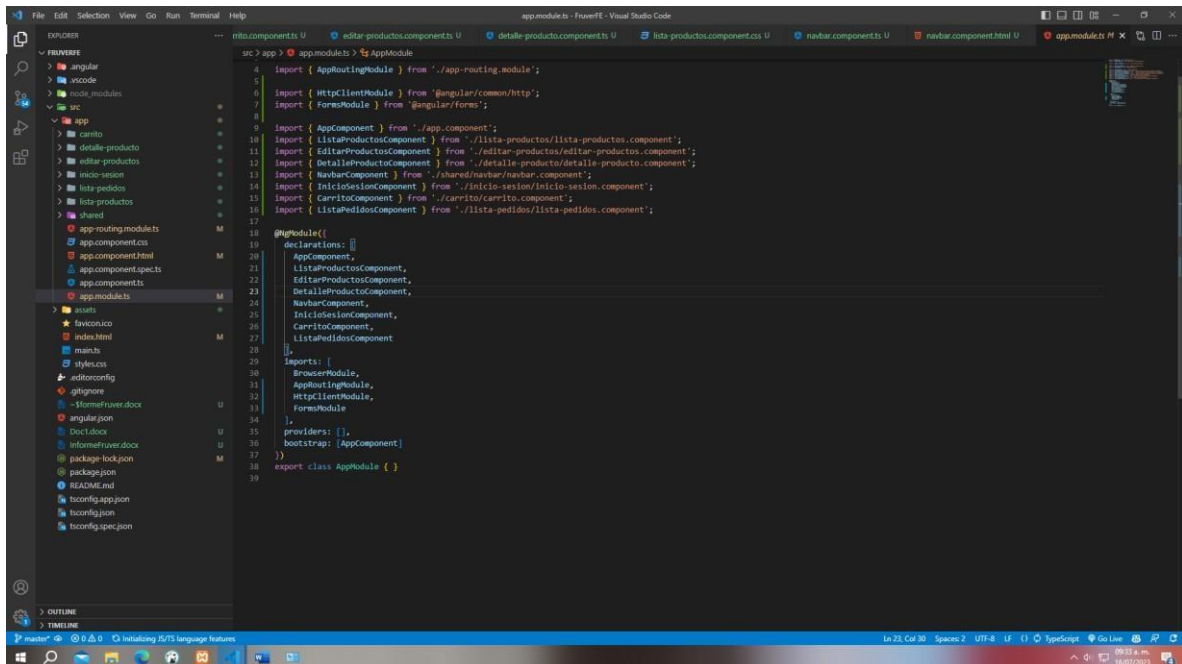 File Edit Selection View Go Run Terminal Help
app.module.ts - FruverFE - Visual Studio Code
EXPLORER
FRUVERFE
.angular
.vscode
node_modules
src
app
carrito
detalle-producto
editar-productos
inicio-sesion
lista-pedidos
lista-productos
shared
app-routing.module.ts M
app.component.css
app.component.html M
app.component.spec.ts
app.component.ts
app.module.ts M
assets
favicon.ico
index.html M
main.ts
styles.css
.editorconfig
.gitignore
~$formeFruver.docx U
angular.json
Doc1.docx U
InformeFruver.docx U
package-lock.json M
package.json
README.md
tsconfig.app.json
tsconfig.json
tsconfig.spec.json
OUTLINE
TIMELINE
54
1
rrito.component.ts U editar-productos.component.ts U detalle-producto.component.ts U lista-productos.component.css U navbar.component.ts U navbar.component.html U app.module.ts M
src > app > app.module.ts > AppModule
4 import { AppRoutingModule } from './app-routing.module';
5
6 import { HttpClientModule } from '@angular/common/http';
7 import { FormsModule } from '@angular/forms';
8
9 import { AppComponent } from './app.component';
10 import { ListaProductosComponent } from './lista-productos/lista-productos.component';
11 import { EditarProductosComponent } from './editar-productos/editar-productos.component';
12 import { DetalleProductoComponent } from './detalle-producto/detalle-producto.component';
13 import { NavbarComponent } from './shared/navbar/navbar.component';
14 import { InicioSesionComponent } from './inicio-sesion/inicio-sesion.component';
15 import { CarritoComponent } from './carrito/carrito.component';
16 import { ListaPedidosComponent } from './lista-pedidos/lista-pedidos.component';
17
18 @NgModule({
19 declarations: [
20 AppComponent,
21 ListaProductosComponent,
22 EditarProductosComponent,
23 DetalleProductoComponent,
24 NavbarComponent,
25 InicioSesionComponent,
26 CarritoComponent,
27 ListaPedidosComponent
28 ],
29 imports: [
30 BrowserModule,
31 AppRoutingModule,
32 HttpClientModule,
33 FormsModule
34 ],
35 providers: [],
36 bootstrap: [AppComponent]
37 })
38 export class AppModule { }
39
master* 0 0 Initializing JS/TS language features
Ln 23, Col 30 Spaces: 2 UTF-8 LF {} TypeScript Go Live
09:33 a. m.
16/07/2023